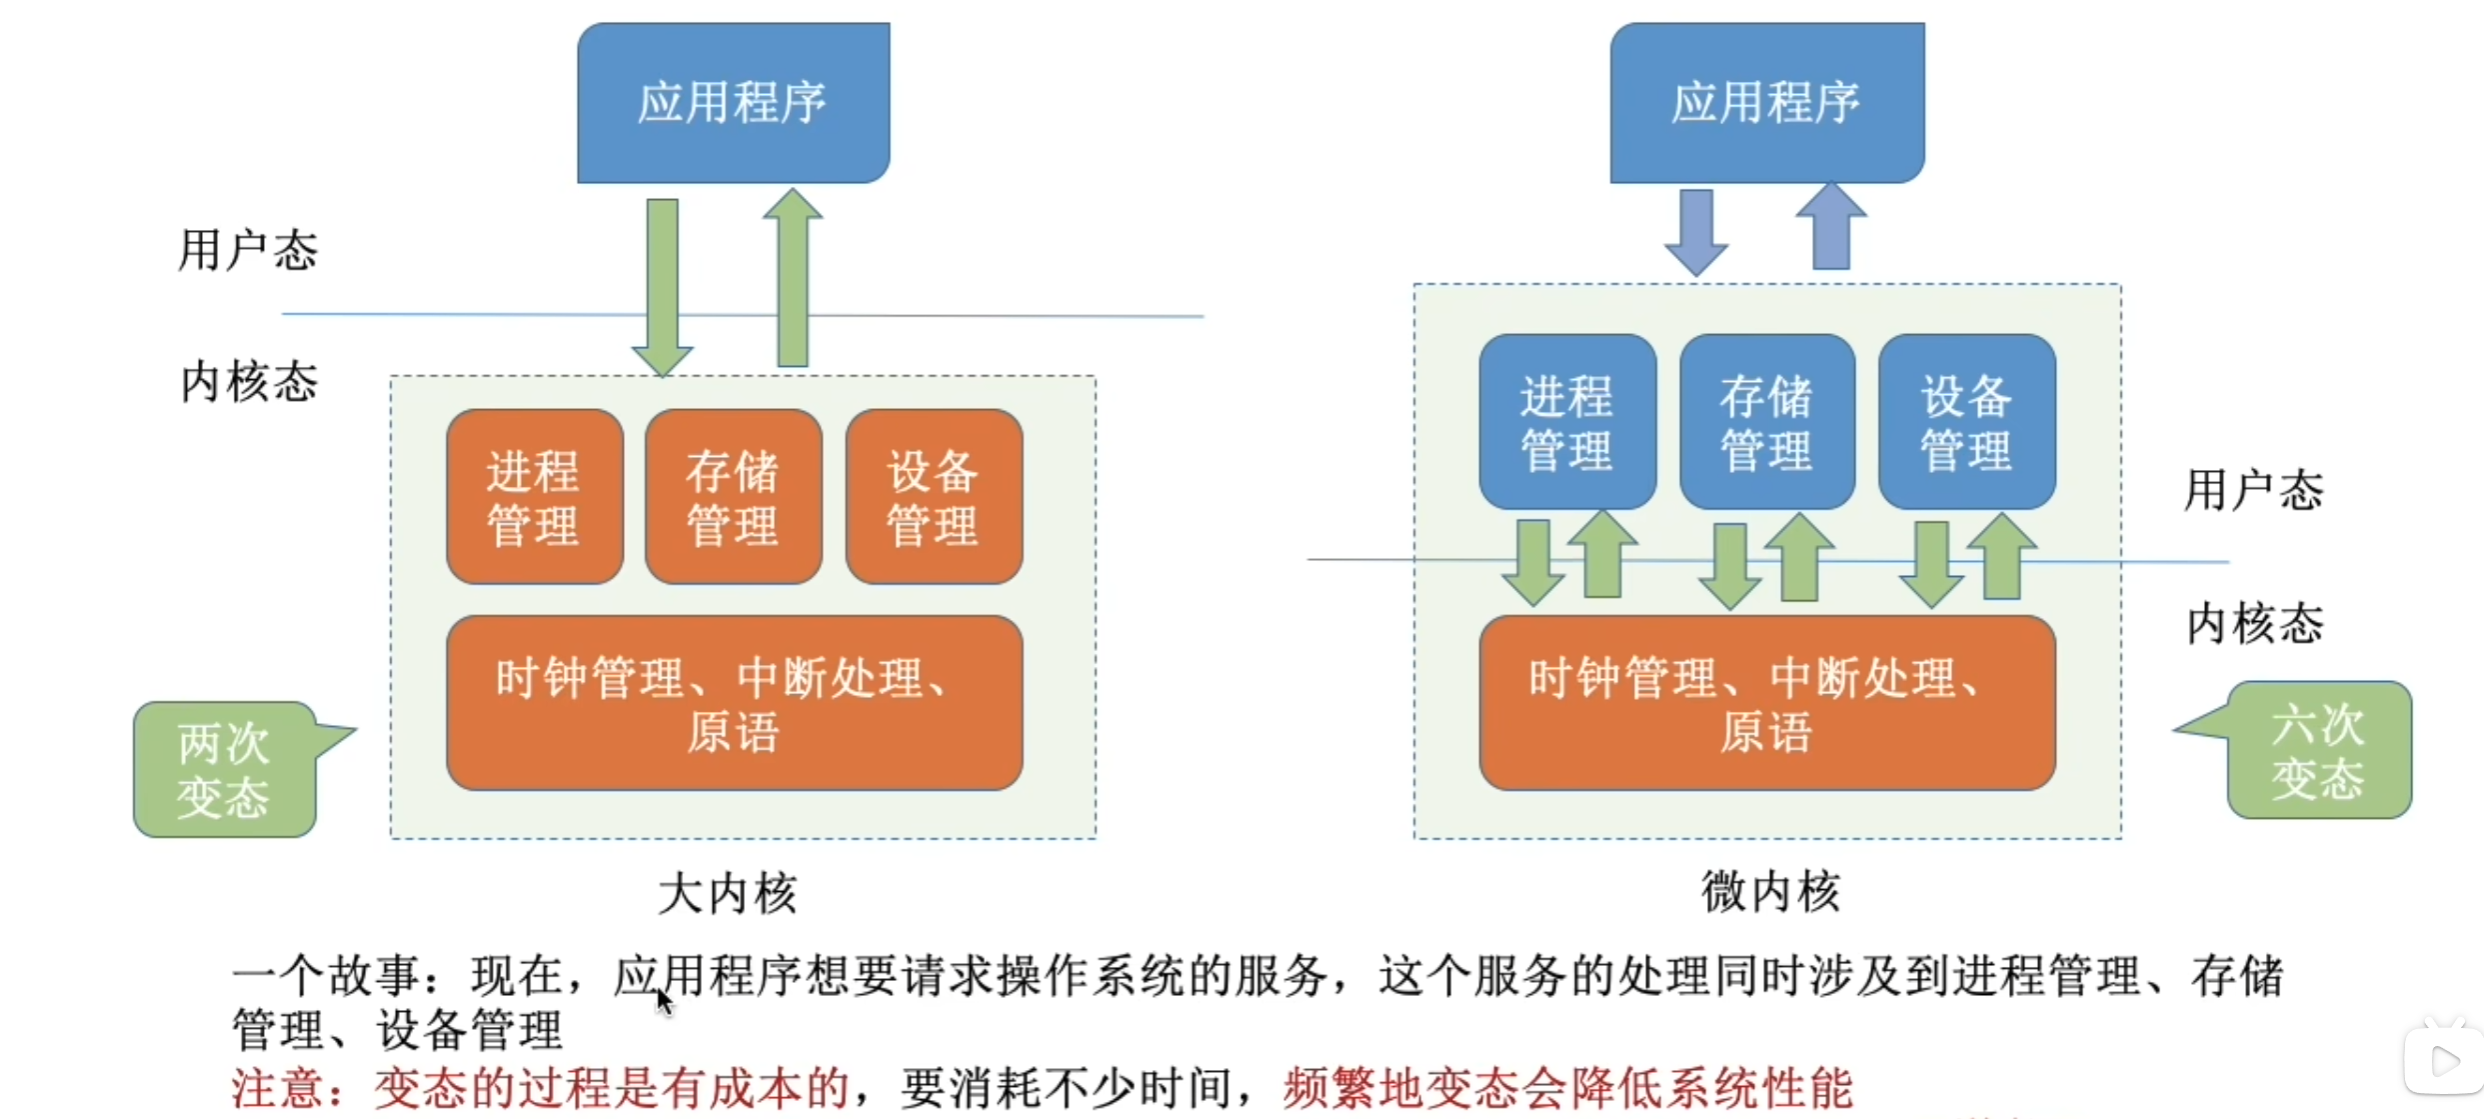 应用程序
用户态
内核态
进程
管理
存储
管理
设备
管理
时钟管理、中断处理、
原语
两次
变态
大内核
应用程序
进程
管理
存储
管理
设备
管理
用户态
内核态
时钟管理、中断处理、
原语
六次
变态
微内核
一个故事：现在，应用程序想要请求操作系统的服务，这个服务的处理同时涉及到进程管理、存储
管理、设备管理
注意：变态的过程是有成本的，要消耗不少时间，频繁地变态会降低系统性能